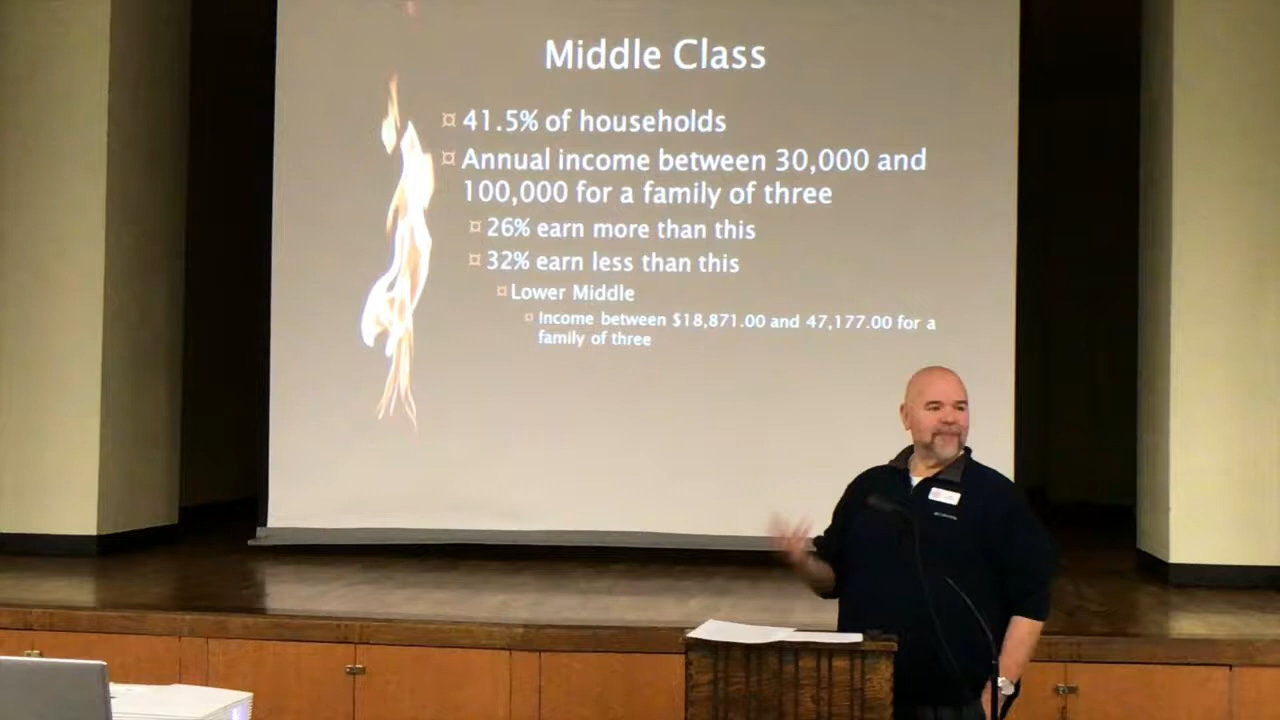 Middle Class
41.5% of households
Annual income between 30,000 and
100,000 for a family of three
26% earn more than this
32% earn less than this
Lower Middle
Income between $18,871.00 and 47,177.00 for a
family of three